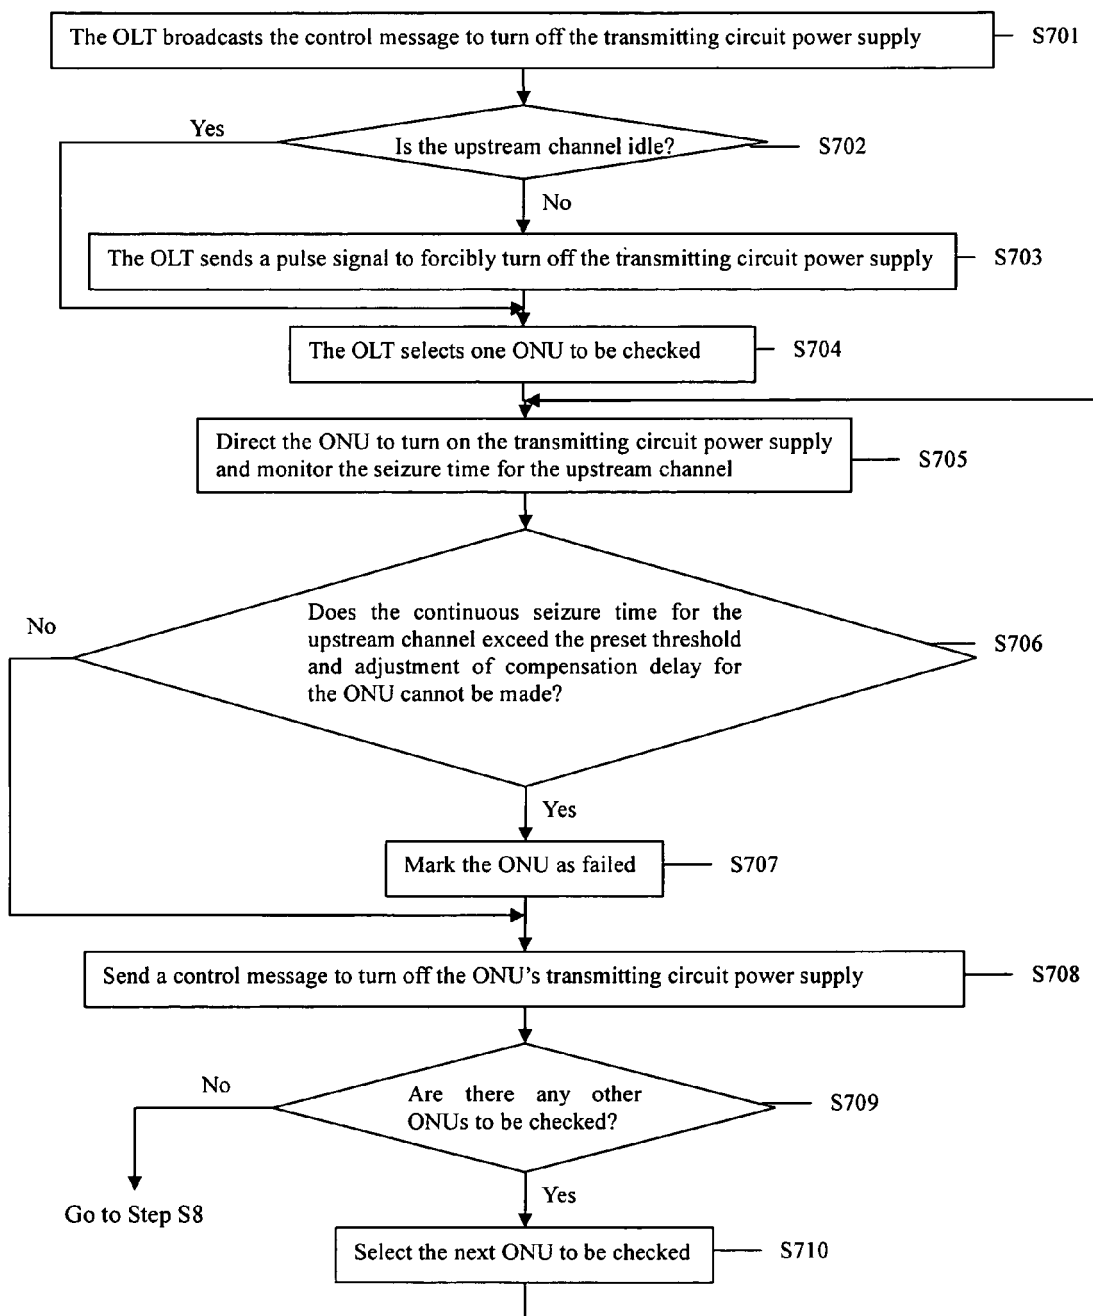 The OLT broadcasts the control message to turn off the transmitting circuit power supply
S701
Yes
Is the upstream channel idle?
S702
No
The OLT sends a pulse signal to forcibly turn off the transmitting circuit power supply
S703
The OLT selects one ONU to be checked
S704
Direct the ONU to turn on the transmitting circuit power supply
and monitor the seizure time for the upstream channel
S705
No
Does the continuous seizure time for the
upstream channel exceed the preset threshold
and adjustment of compensation delay for
the ONU cannot be made?
S706
Yes
Mark the ONU as failed
S707
Send a control message to turn off the ONU's transmitting circuit power supply
S708
No
Are there any other
ONUs to be checked?
S709
Go to Step S8
Yes
Select the next ONU to be checked
S710